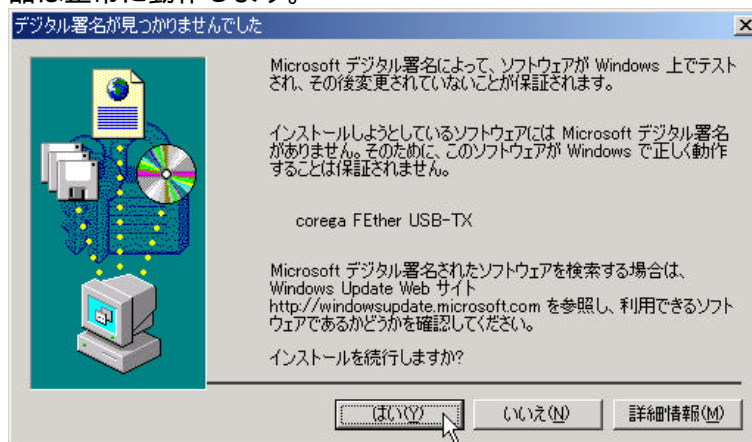 品は正常に動作します。
デジタル署名が見つかりませんでした
Microsoft デジタル署名によって、ソフトウェアが Windows 上でテスト
され、その後変更されていないことが保証されます。
インストールしようとしているソフトウェアには Microsoft デジタル署名
がありません。そのために、このソフトウェアが Windows で正しく動作
することは保証されません。
corega FEther USB-TX
Microsoft デジタル署名されたソフトウェアを検索する場合は、
Windows Update Web サイト
http://windowsupdate.microsoft.com を参照し、利用できるソフト
ウェアであるかどうかを確認してください。
インストールを続行しますか?
はい(Y) いいえ(N) 詳細情報(M)